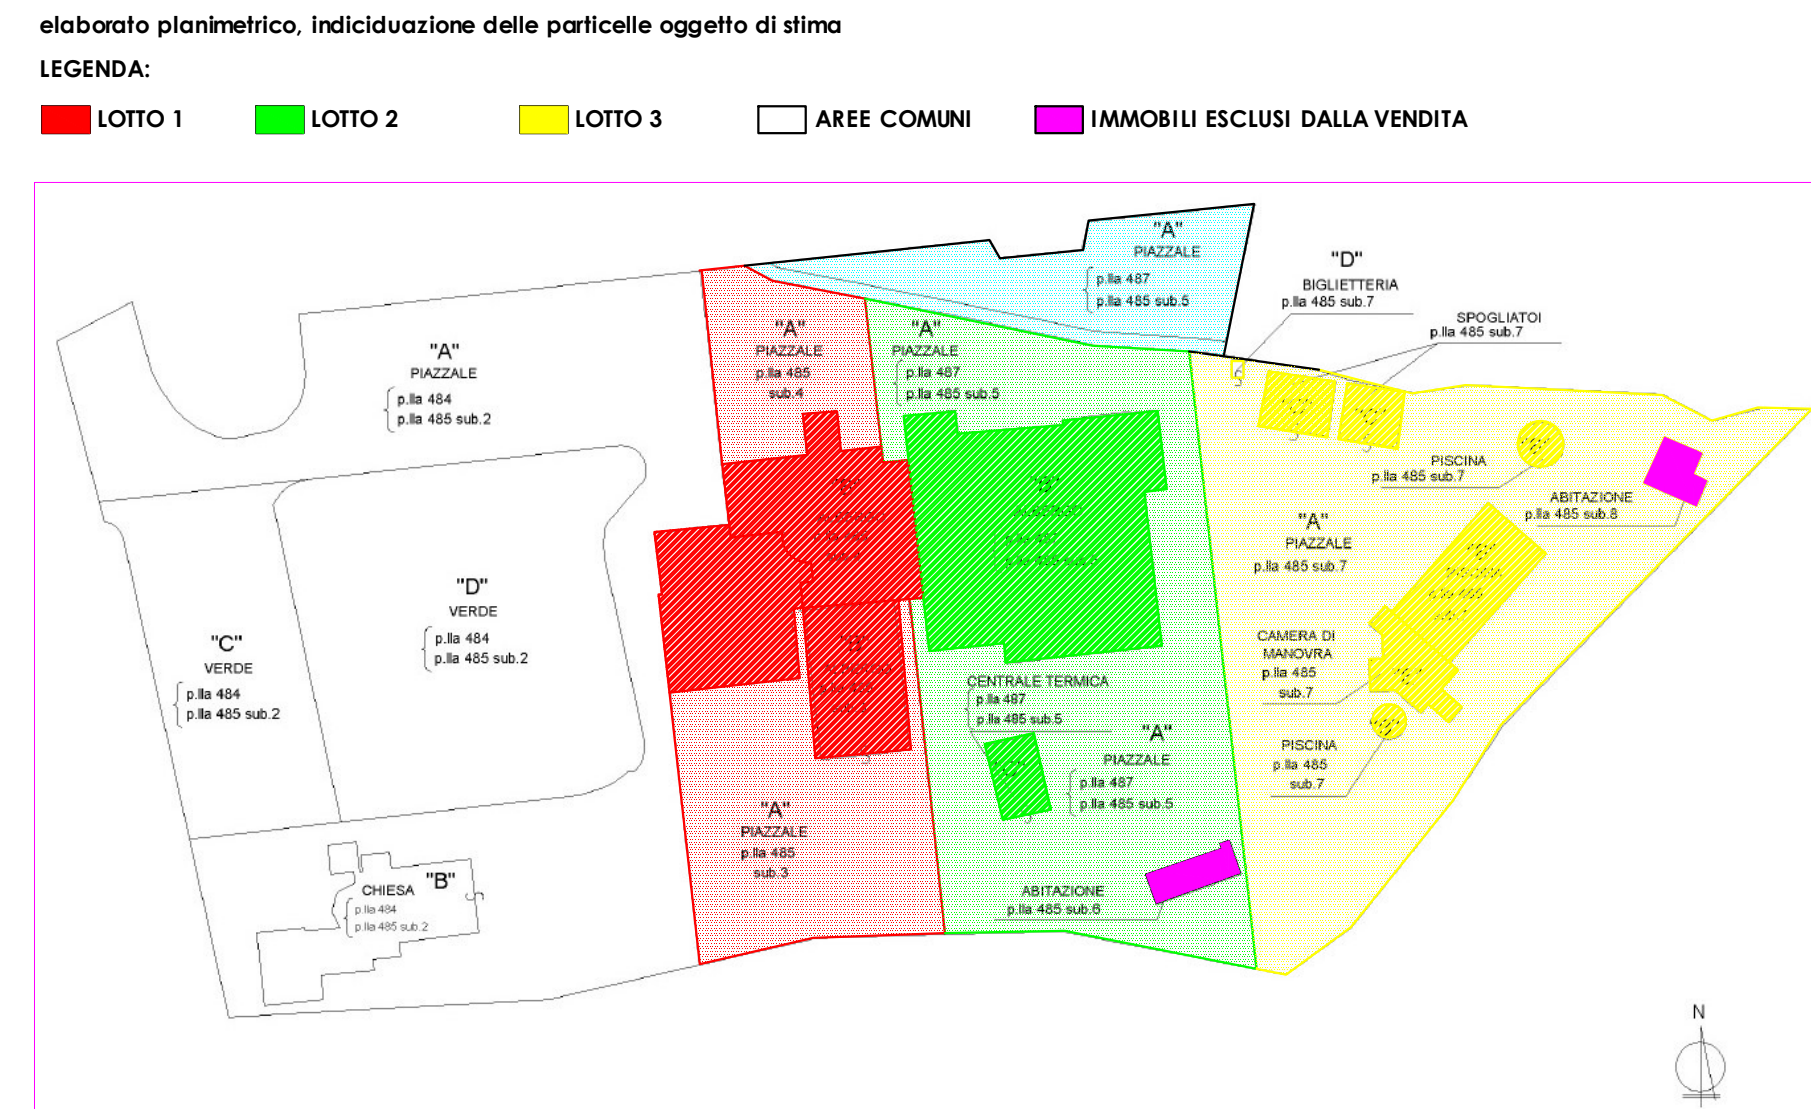 elaborato planimetrico, indiciduazione delle particelle oggetto di stima
LEGENDA:
LOTTO 1
LOTTO 2
LOTTO 3
AREE COMUNI
IMMOBILI ESCLUSI DALLA VENDITA
"A"
PIAZZALE
p.lla 487
p.lla 485 sub.5
"D"
BIGLIETTERIA
p.lla 485 sub.7
SPOGLIATOI
p.lla 485 sub.7
"A"
PIAZZALE
p.lla 484
p.lla 485 sub.2
"A"
PIAZZALE
p.lla 485
sub.4
"A"
PIAZZALE
p.lla 487
p.lla 485 sub.5
PISCINA
p.lla 485 sub.7
ABITAZIONE
p.lla 485 sub.8
"A"
PIAZZALE
p.lla 485 sub.7
"D"
VERDE
p.lla 484
p.lla 485 sub.2
"C"
VERDE
p.lla 484
p.lla 485 sub.2
CAMERA DI
MANOVRA
p.lla 485
sub.7
CENTRALE TERMICA
p.lla 487
p.lla 485 sub.5
"A"
PIAZZALE
p.lla 487
p.lla 485 sub.5
PISCINA
p.lla 485
sub.7
"A"
PIAZZALE
p.lla 485
sub.3
CHIESA "B"
p.lla 484
p.lla 485 sub.2
ABITAZIONE
p.lla 485 sub.6
N